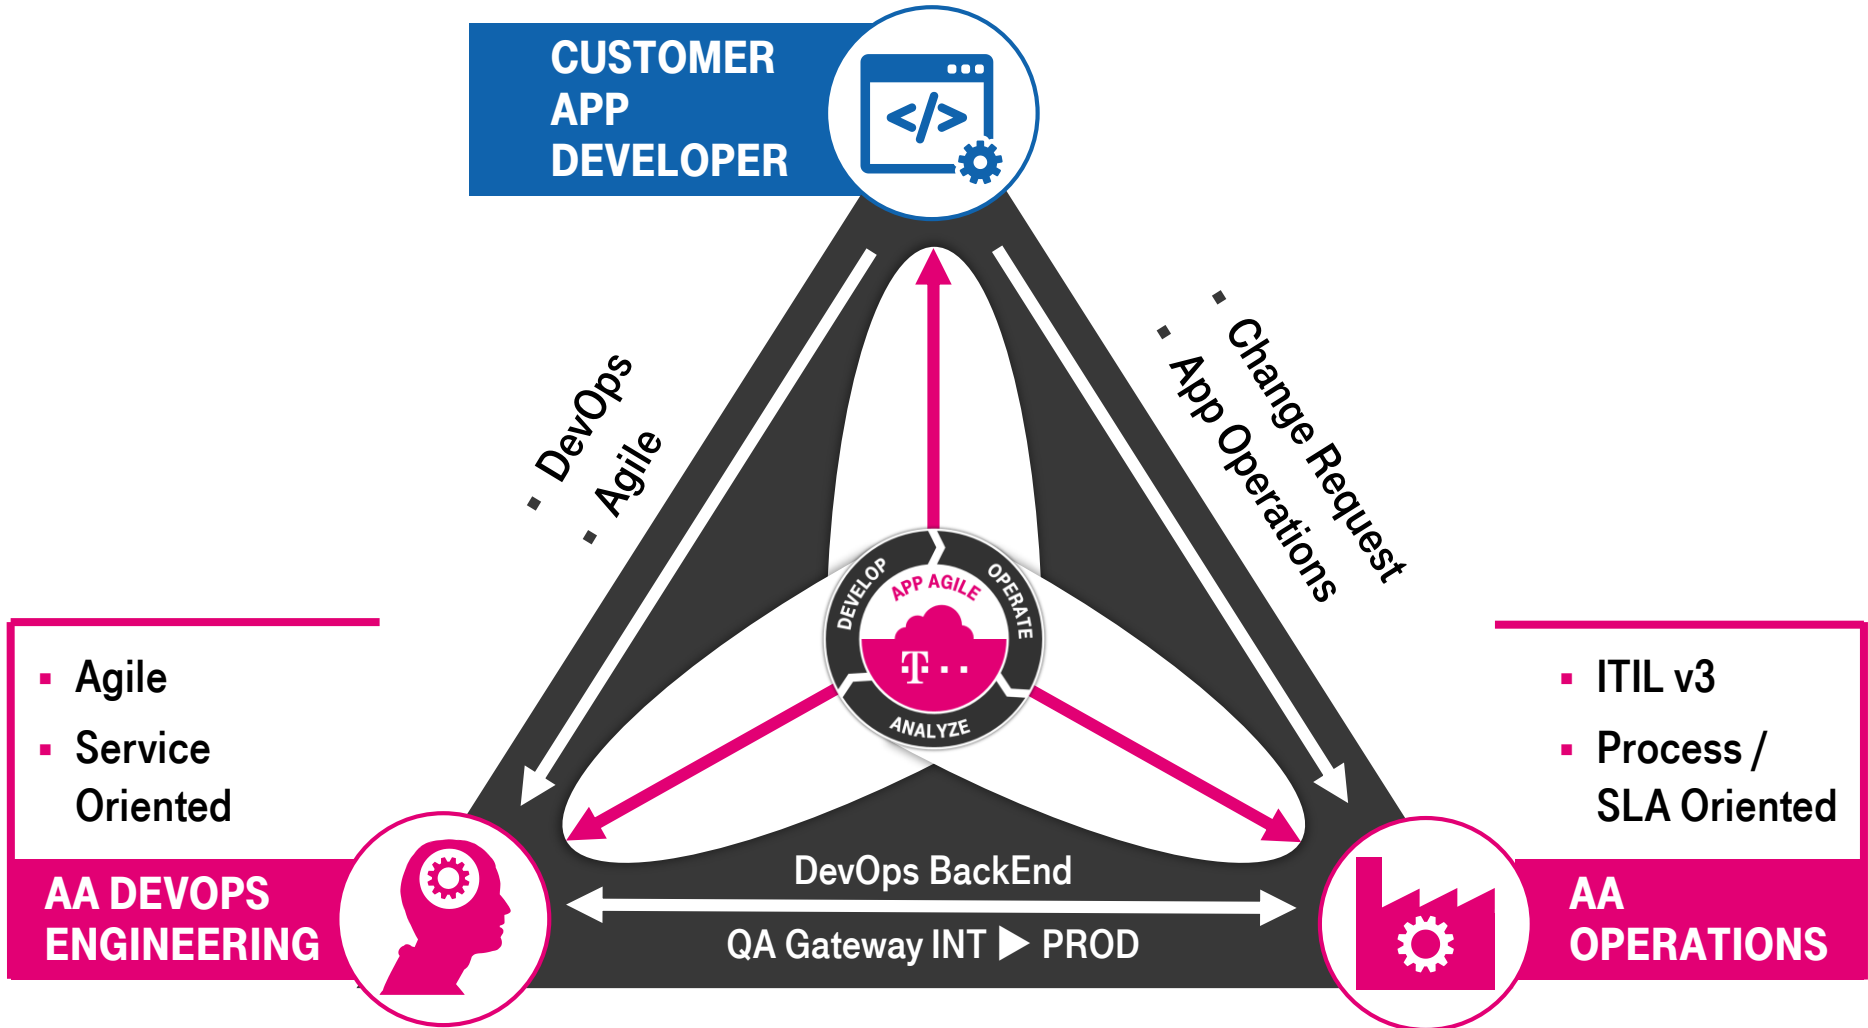 CUSTOMER
APP
DEVELOPER
</>
▪ DevOps
▪ Agile
▪ Change Request
▪ App Operations
DEVELOP
OPERATE
ANALYZE
APP AGILE
T . .
▪ Agile
▪ Service
Oriented
AA DEVOPS
ENGINEERING
▪ ITIL v3
▪ Process /
SLA Oriented
AA
OPERATIONS
DevOps BackEnd
QA Gateway INT ▶ PROD